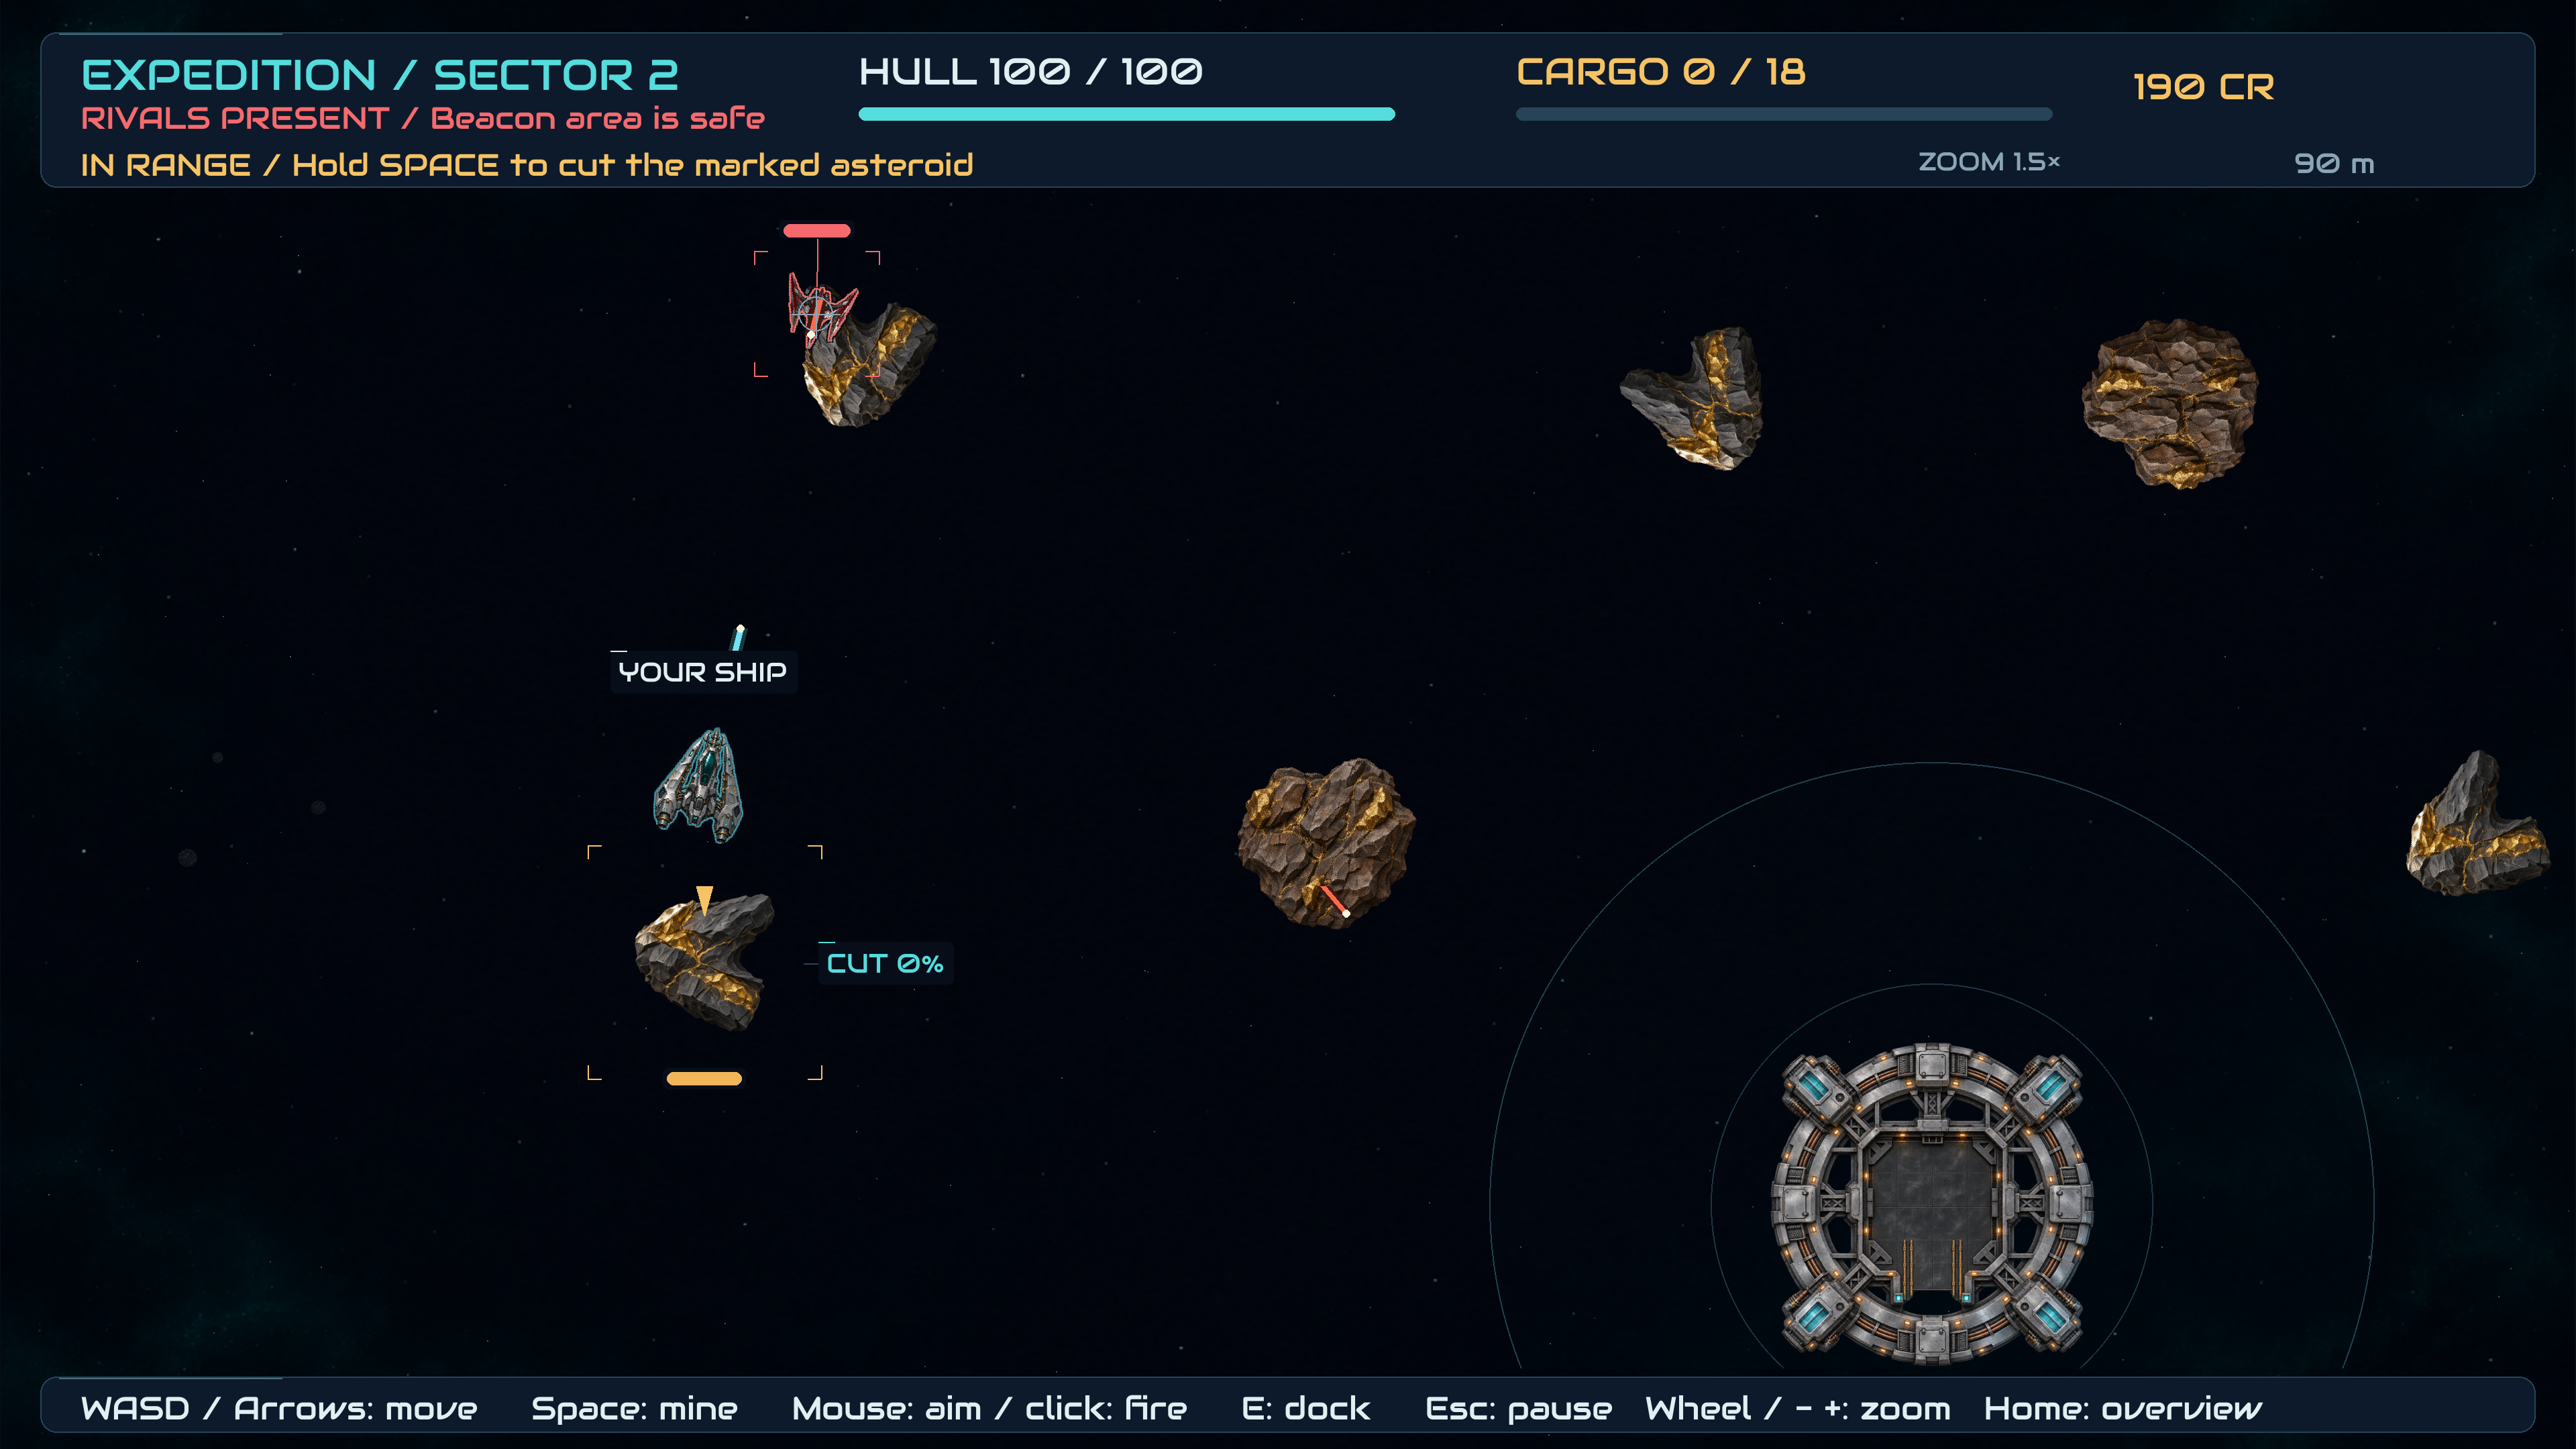 EXPEDITION / SECTOR 2
RIVALS PRESENT / Beacon area is safe
IN RANGE / Hold SPACE to cut the marked asteroid
HULL 100 / 100
CARGO 0 / 18
190 CR
ZOOM 1.5×
90 m
YOUR SHIP
CUT 0%
WASD / Arrows: move
Space: mine
Mouse: aim / click: fire
E: dock
Esc: pause
Wheel / - +: zoom
Home: overview